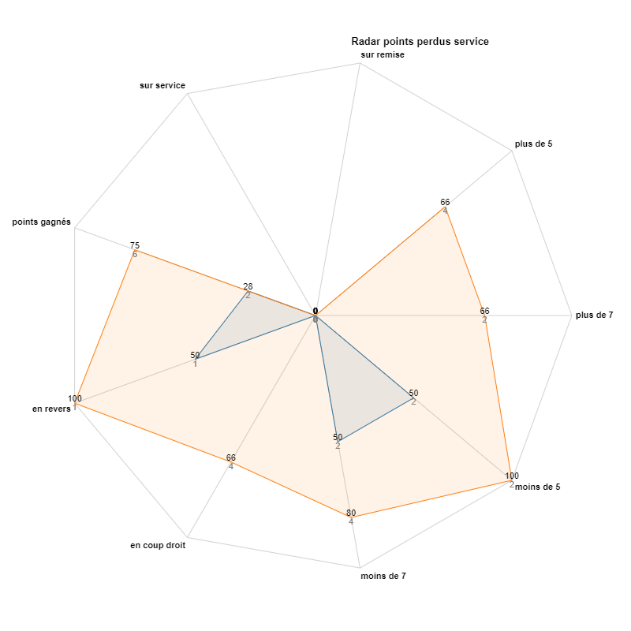 Radar points perdus service
sur remise
sur service
plus de 5
66
4
points gagnés
75
6
28
2
0
0
66
2
plus de 7
50
1
100
1
en revers
50
2
50
2
66
4
100
2
moins de 5
80
4
en coup droit
moins de 7